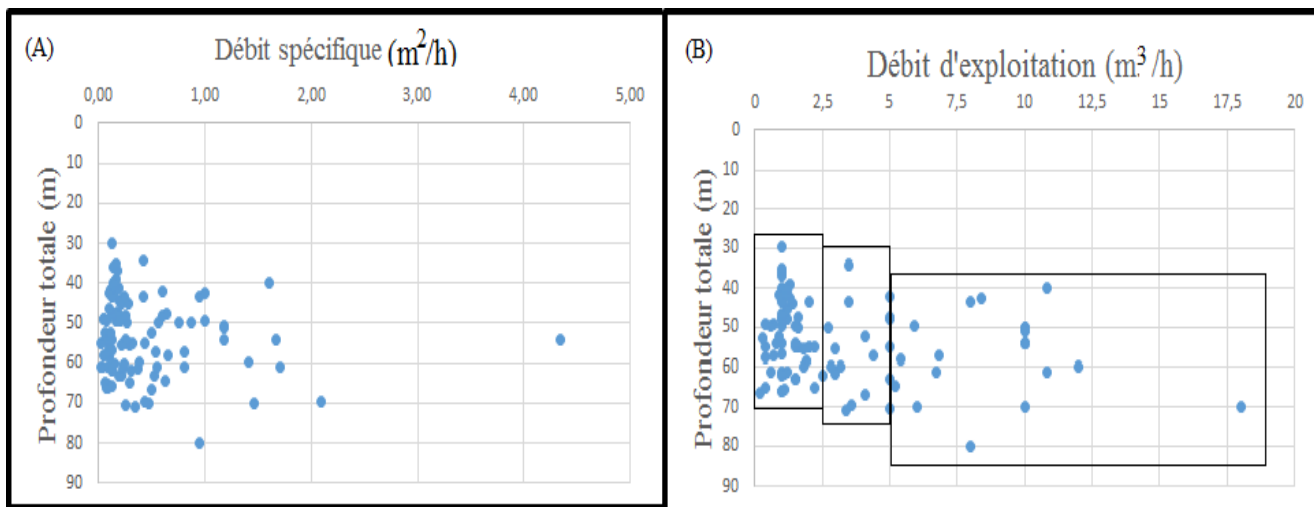 (A)
Débit spécifique (m²/h)
0,00 1,00 2,00 3,00 4,00 5,00
Profondeur totale (m)
0
10
20
30
40
50
60
70
80
90
(B)
Débit d'exploitation (m³/h)
0 2,5 5 7,5 10 12,5 15 17,5 20
Profondeur totale (m)
0
10
20
30
40
50
60
70
80
90